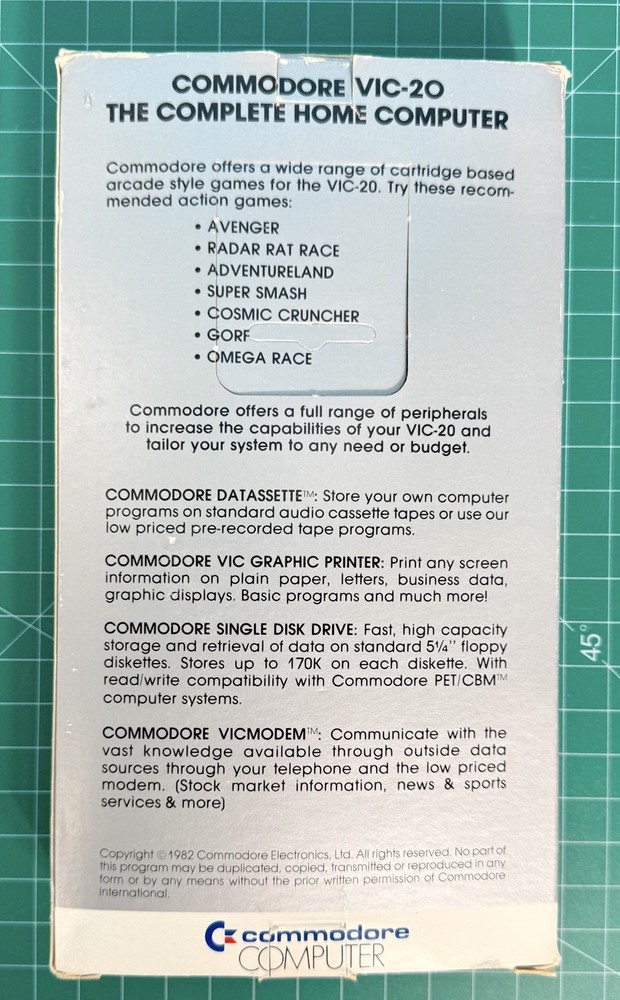 COMMODORE VIC-20
THE COMPLETE HOME COMPUTER
Commodore offers a wide range of cartridge based
arcade style games for the VIC-20. Try these recom-
mended action games:
• AVENGER
• RADAR RAT RACE
• ADVENTURELAND
• SUPER SMASH
• COSMIC CRUNCHER
• GORF
• OMEGA RACE
Commodore offers a full range of peripherals
to increase the capabilities of your VIC-20 and
tailor your system to any need or budget.
COMMODORE DATASSETTE™: Store your own computer
programs on standard audio cassette tapes or use our
low priced pre-recorded tape programs.
COMMODORE VIC GRAPHIC PRINTER: Print any screen
information on plain paper, letters, business data,
graphic displays. Basic programs and much more!
COMMODORE SINGLE DISK DRIVE: Fast, high capacity
storage and retrieval of data on standard 5¼" floppy
diskettes. Stores up to 170K on each diskette. With
read/write compatibility with Commodore PET/CBM™
computer systems.
COMMODORE VICMODEM™: Communicate with the
vast knowledge available through outside data
sources through your telephone and the low priced
modem. (Stock market information, news & sports
services & more)
Copyright © 1982 Commodore Electronics, Ltd. All rights reserved. No part of
this program may be duplicated, copied, transmitted or reproduced in any
form or by any means without the prior written permission of Commodore
International.
commodore
COMPUTER
45°